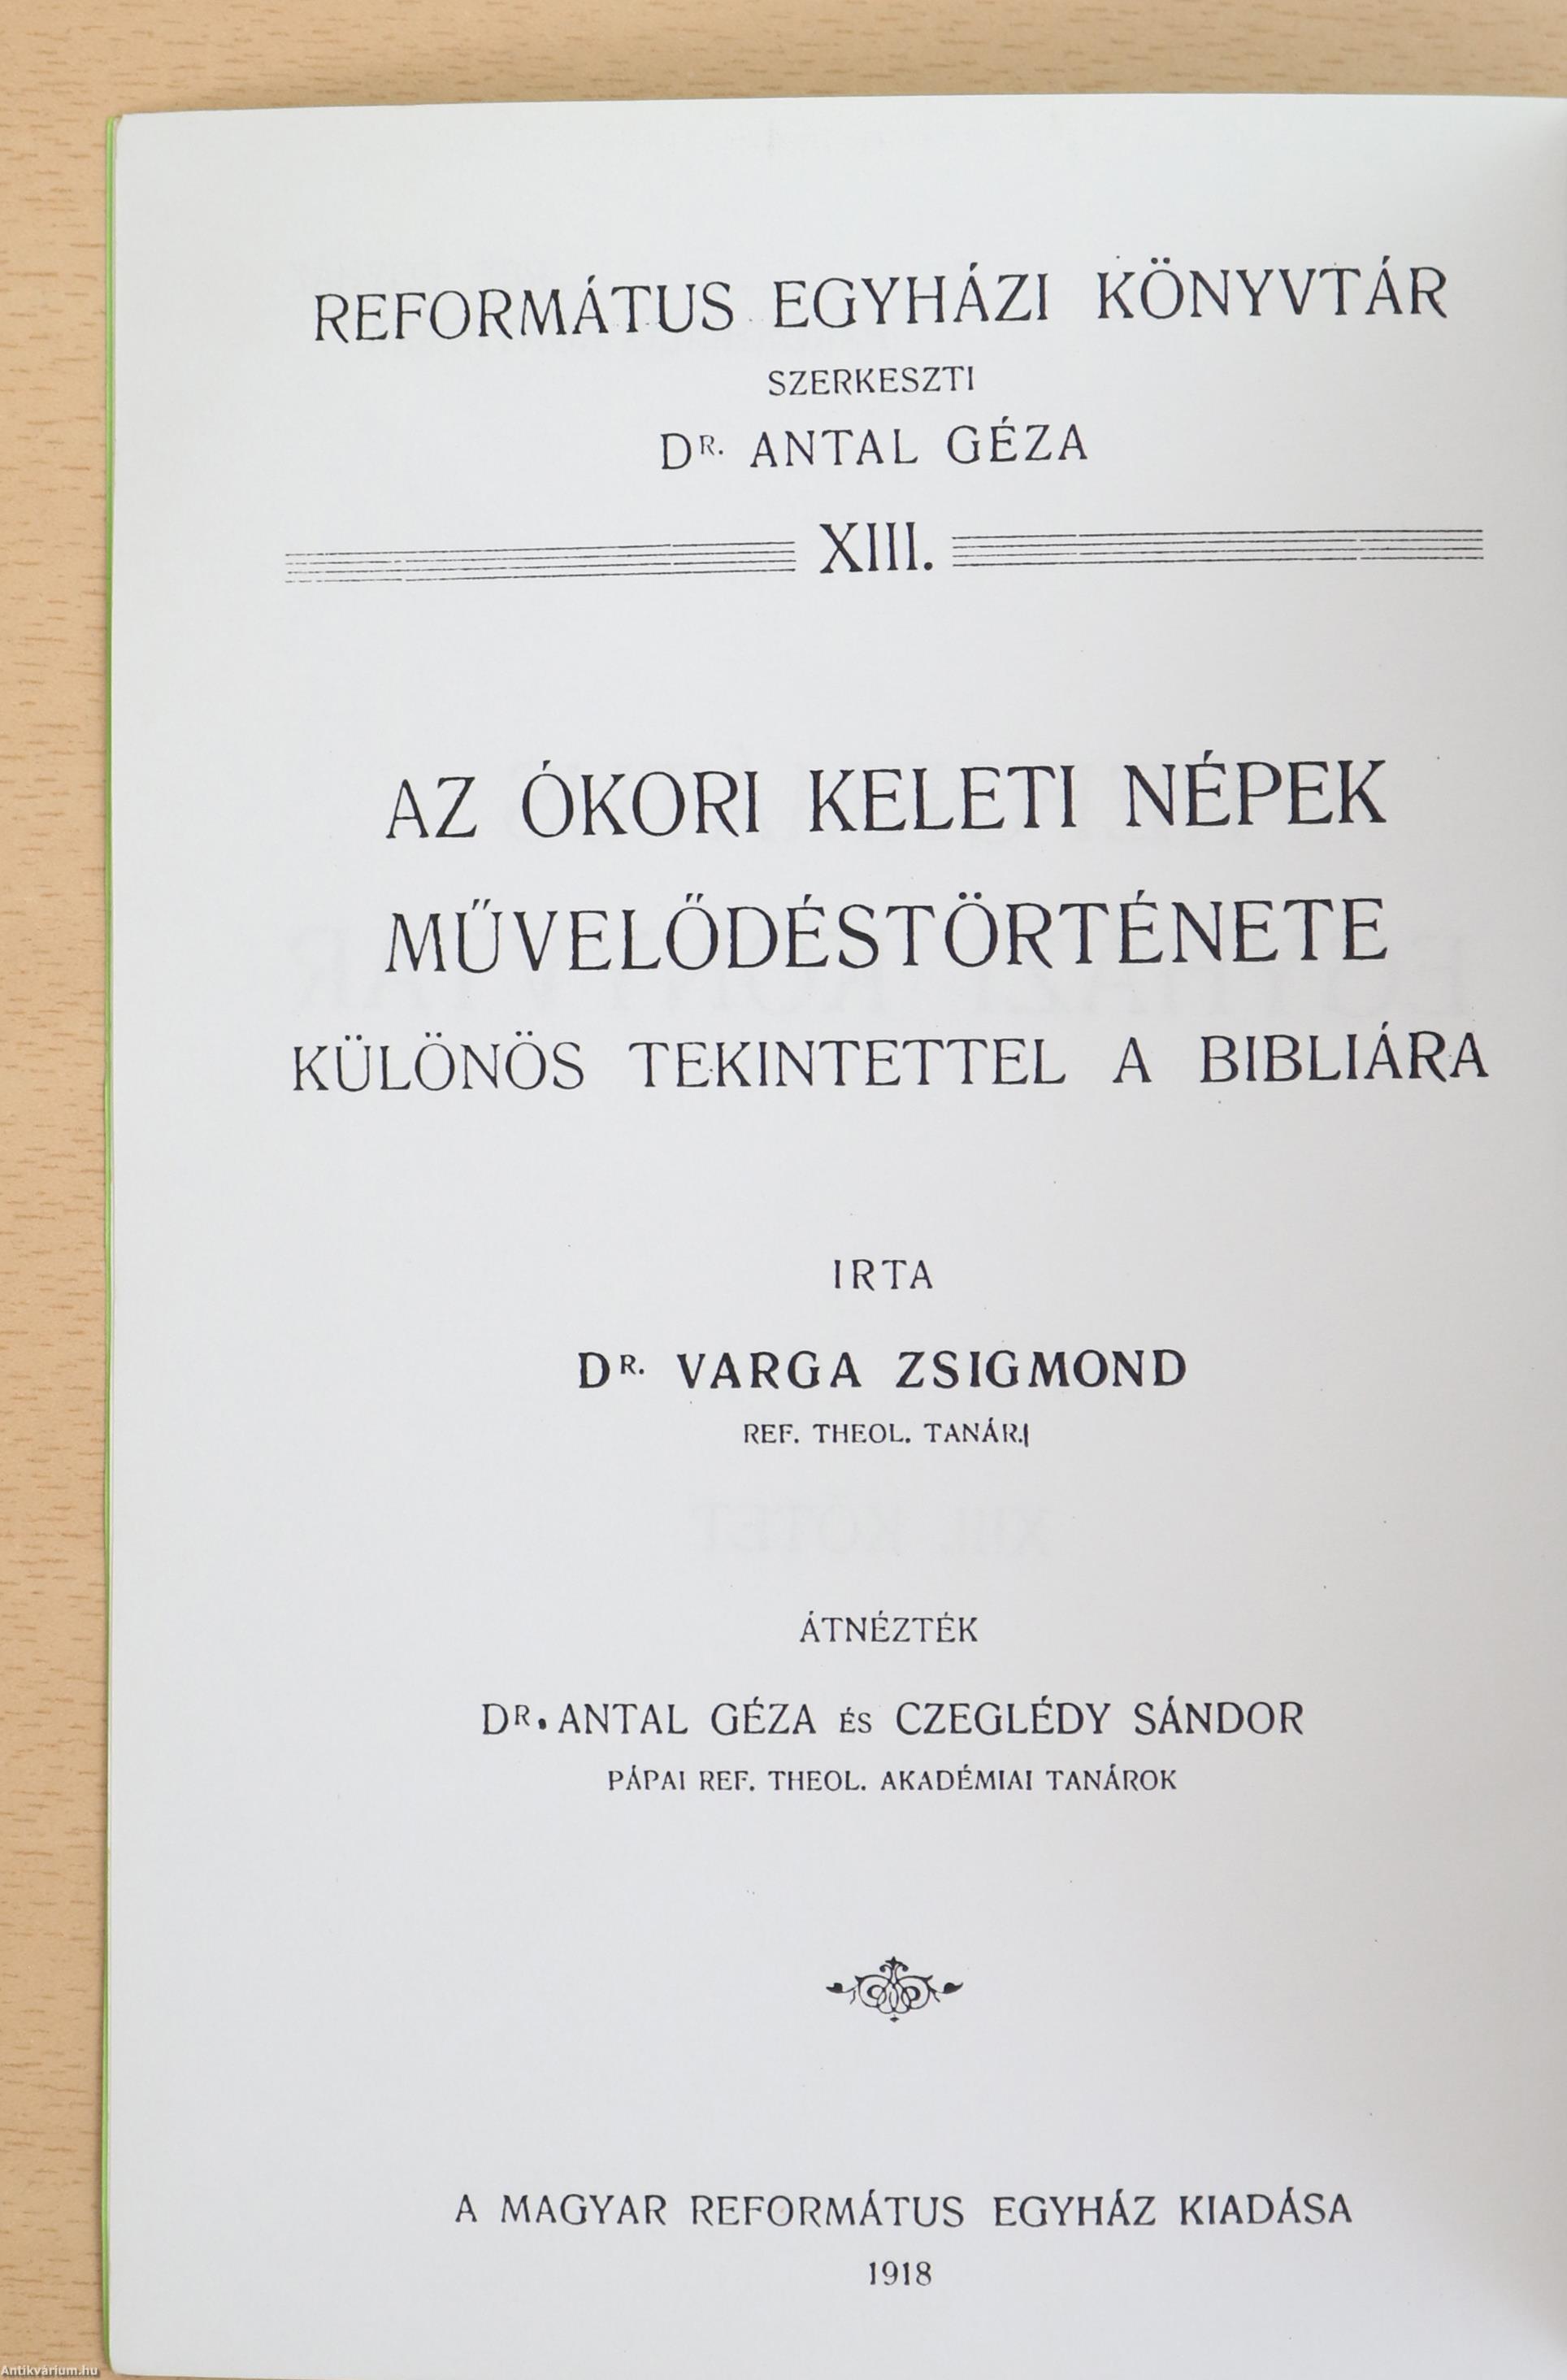 REFORMÁTUS EGYHÁZI KÖNYVTÁR
SZERKESZTI
DR. ANTAL GÉZA
XIII.
AZ ÓKORI KELETI NÉPEK
MŰVELŐDÉSTÖRTÉNETE
KÜLÖNÖS TEKINTETTEL A BIBLIÁRA
IRTA
DR. VARGA ZSIGMOND
REF. THEOL. TANÁR.
ÁTNÉZTÉK
DR. ANTAL GÉZA ÉS CZEGLÉDY SÁNDOR
PÁPAI REF. THEOL. AKADÉMIAI TANÁROK
A MAGYAR REFORMÁTUS EGYHÁZ KIADÁSA
1918
Antikvárium.hu